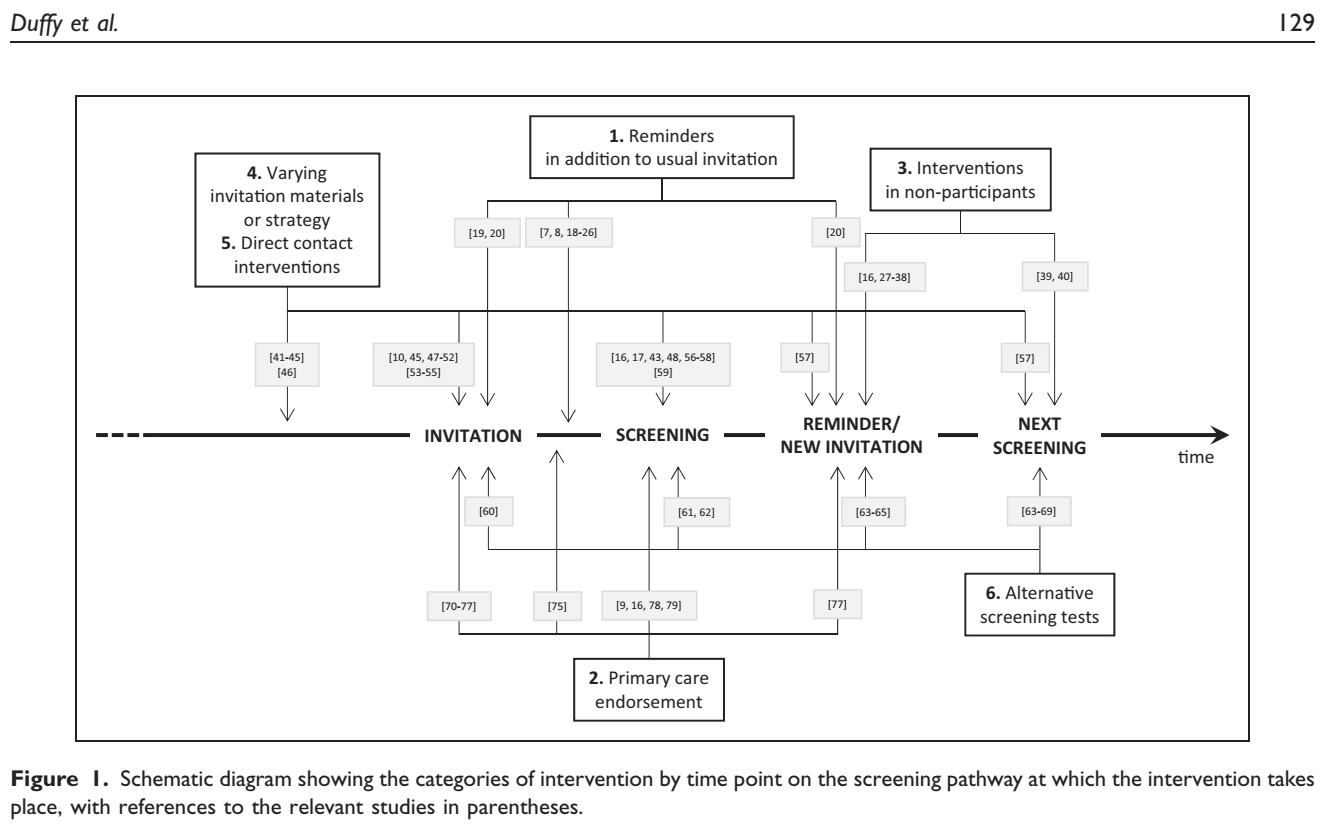 Duffy et al.
129
1. Reminders
in addition to usual invitation
4. Varying
invitation materials
or strategy
5. Direct contact
interventions
3. Interventions
in non-participants
[19, 20]
[7, 8, 18-26]
[20]
[16, 27-38]
[39, 40]
[41-45]
[46]
[10, 45, 47-52]
[53-55]
[16, 17, 43, 48, 56-58]
[59]
[57]
[57]
INVITATION
SCREENING
REMINDER/
NEW INVITATION
NEXT
SCREENING
time
[60]
[61, 62]
[63-65]
[63-69]
[70-77]
[75]
[9, 16, 78, 79]
[77]
6. Alternative
screening tests
2. Primary care
endorsement
Figure 1. Schematic diagram showing the categories of intervention by time point on the screening pathway at which the intervention takes
place, with references to the relevant studies in parentheses.